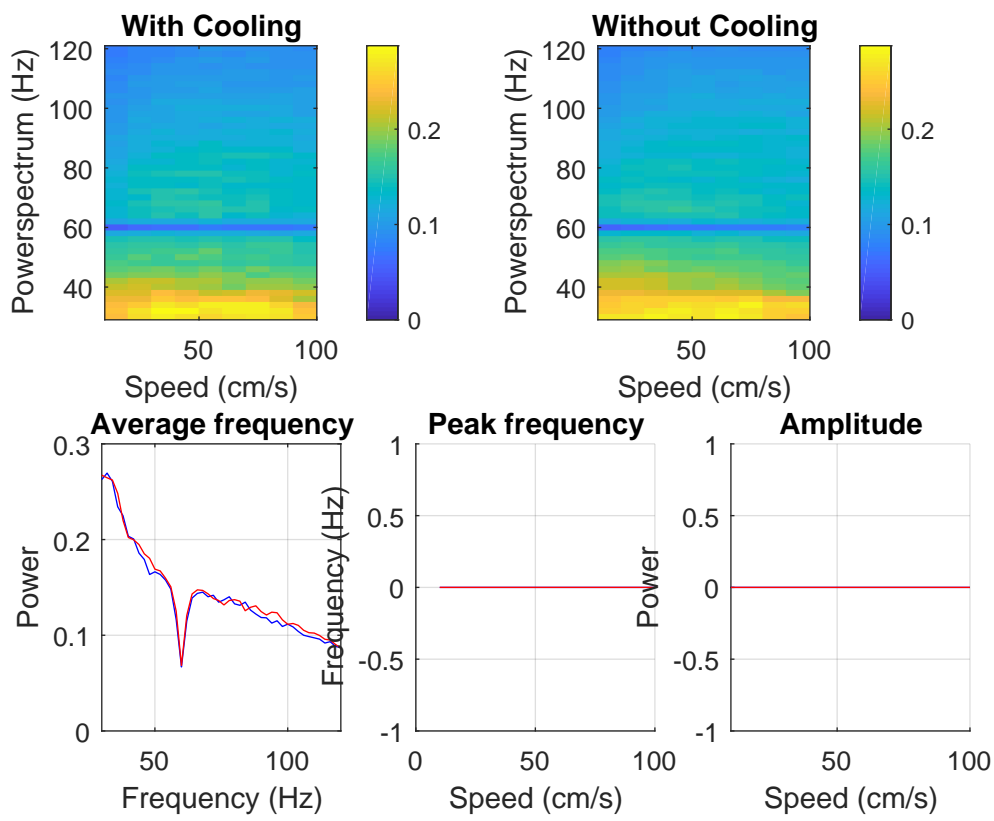 With Cooling
Powerspectrum (Hz)
120
100
80
60
40
50
100
Speed (cm/s)
0.2
0.1
0
Without Cooling
Powerspectrum (Hz)
120
100
80
60
40
50
100
Speed (cm/s)
0.2
0.1
0
Average frequency
Power
0.3
0.2
0.1
0
50
100
Frequency (Hz)
Peak frequency
Frequency (Hz)
1
0.5
0
-0.5
-1
0
50
100
Speed (cm/s)
Amplitude
Power
1
0.5
0
-0.5
-1
50
100
Speed (cm/s)